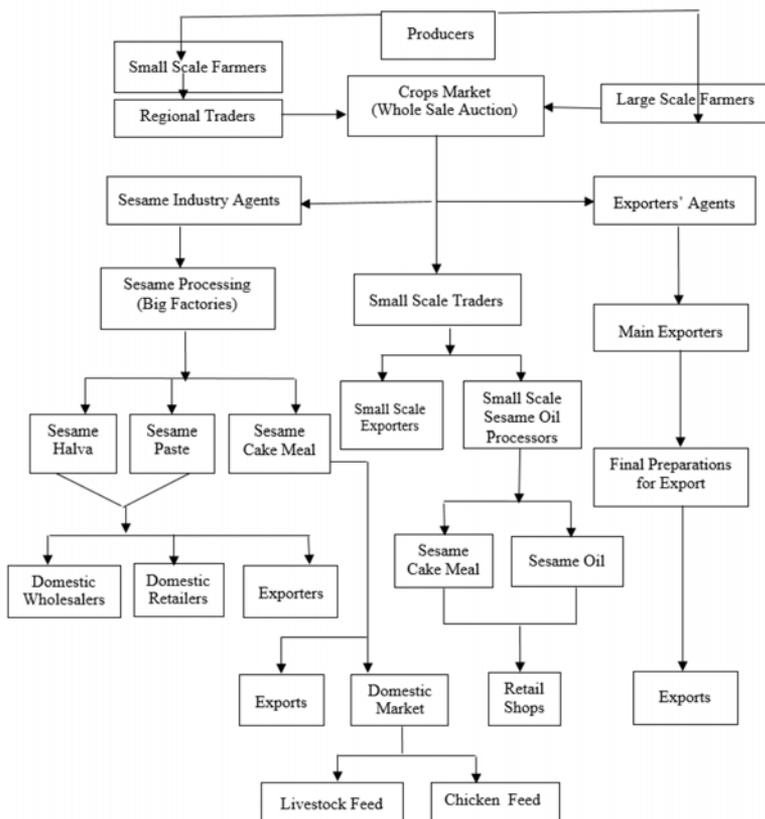 Producers
Small Scale Farmers
Crops Market
(Whole Sale Auction)
Large Scale Farmers
Regional Traders
Sesame Industry Agents
Exporters' Agents
Sesame Processing
(Big Factories)
Small Scale Traders
Main Exporters
Sesame
Halva
Sesame
Paste
Sesame
Cake Meal
Small Scale
Exporters
Small Scale
Sesame Oil
Processors
Final Preparations
for Export
Sesame
Cake Meal
Sesame Oil
Domestic
Wholesalers
Domestic
Retailers
Exporters
Exports
Domestic
Market
Retail
Shops
Exports
Livestock Feed
Chicken Feed